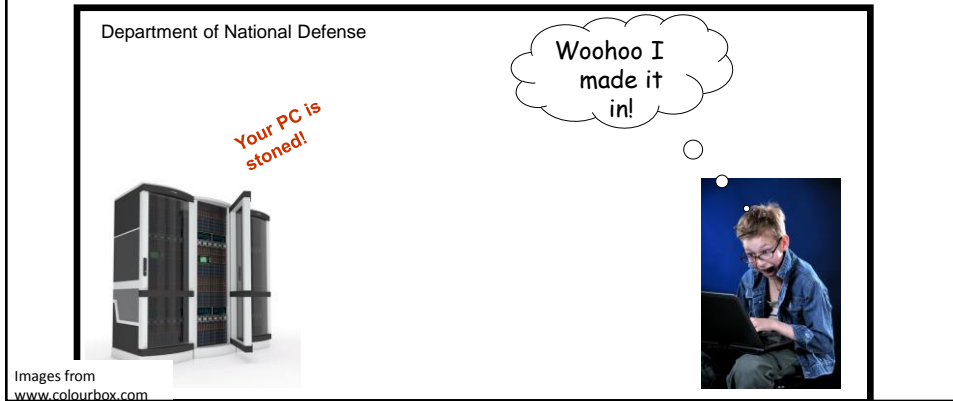 Department of National Defense
Woohoo I
made it
in!
Your PC is
stoned!
Images from
www.colourbox.com